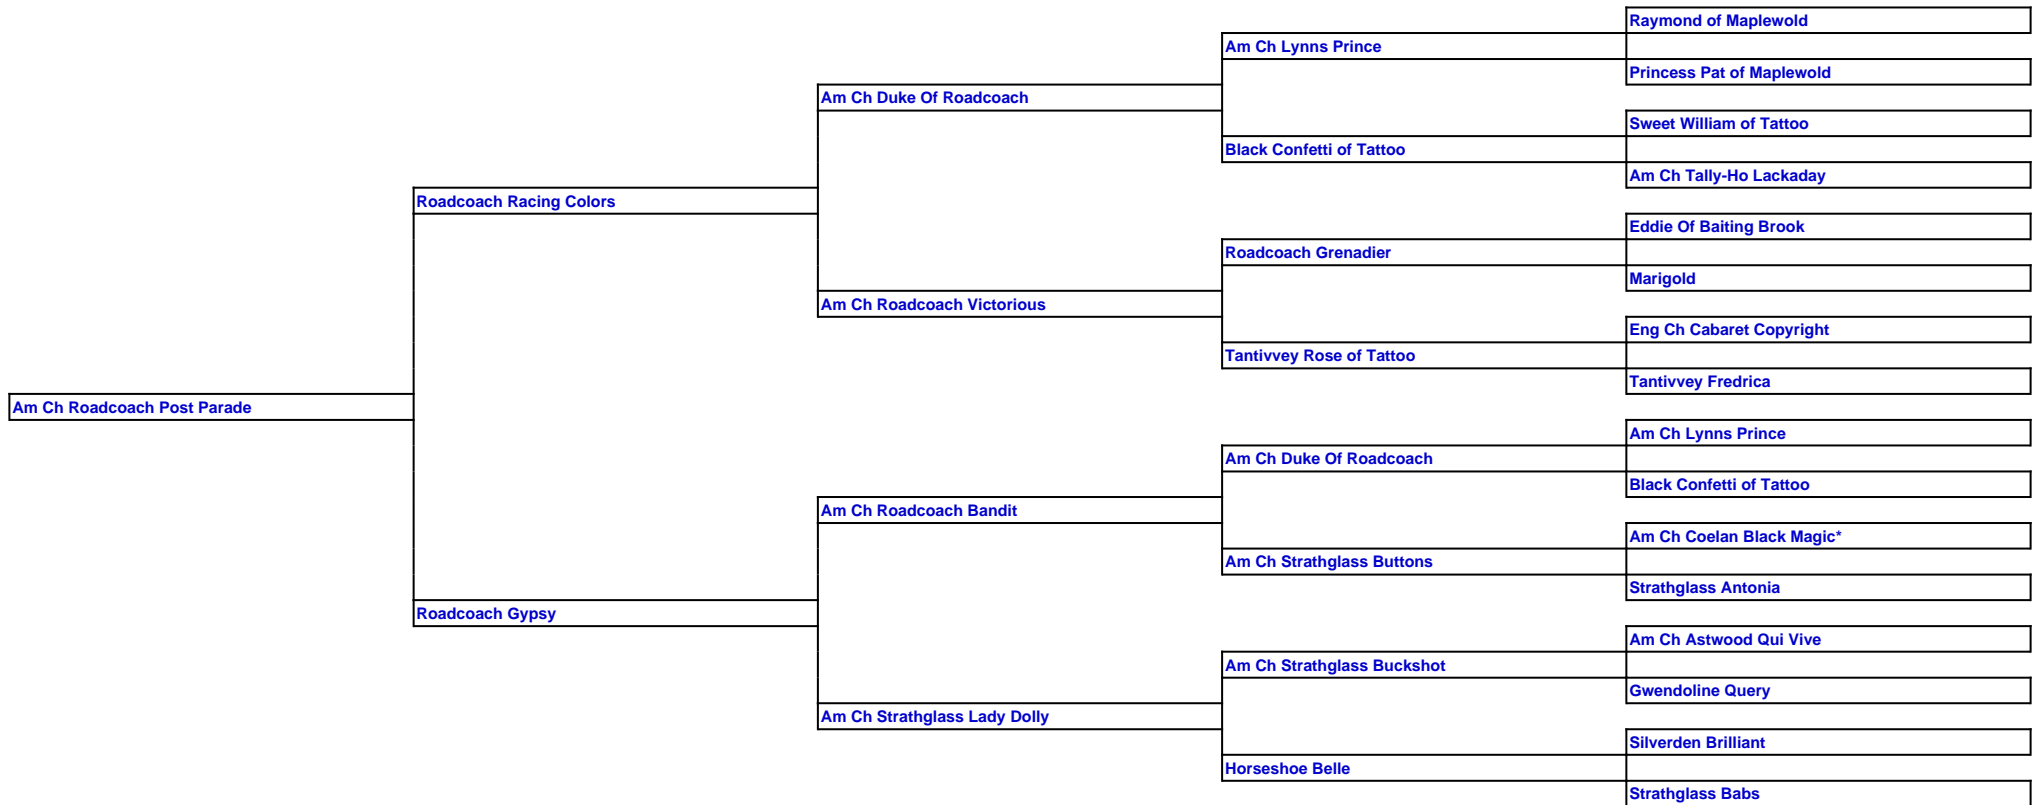 Raymond of Maplewold
Am Ch Lynns Prince
Princess Pat of Maplewold
Am Ch Duke Of Roadcoach
Sweet William of Tattoo
Black Confetti of Tattoo
Am Ch Tally-Ho Lackaday
Roadcoach Racing Colors
Eddie Of Baiting Brook
Roadcoach Grenadier
Marigold
Am Ch Roadcoach Victorious
Eng Ch Cabaret Copyright
Tantivvey Rose of Tattoo
Tantivvey Fredrica
Am Ch Roadcoach Post Parade
Am Ch Lynns Prince
Am Ch Duke Of Roadcoach
Black Confetti of Tattoo
Am Ch Roadcoach Bandit
Am Ch Coelan Black Magic*
Am Ch Strathglass Buttons
Strathglass Antonia
Roadcoach Gypsy
Am Ch Astwood Qui Vive
Am Ch Strathglass Buckshot
Gwendoline Query
Am Ch Strathglass Lady Dolly
Silverden Brilliant
Horseshoe Belle
Strathglass Babs